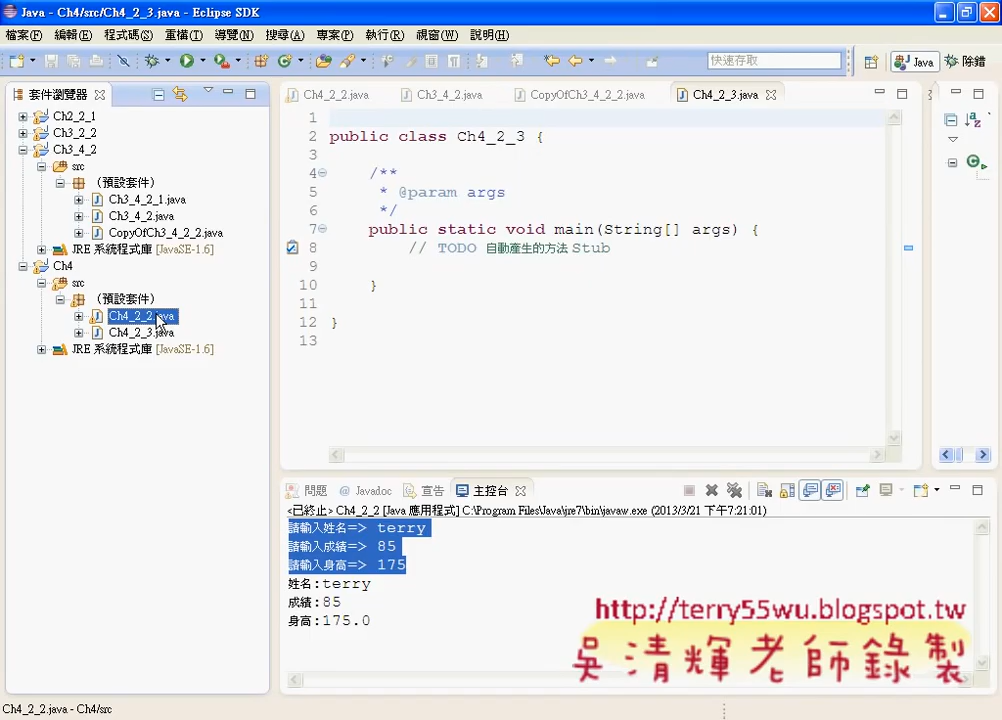 Java - Ch4/src/Ch4_2_3.java - Eclipse SDK
檔案(F) 編輯(E) 程式碼(S) 重構(T) 導覽(N) 搜尋(A) 專案(P) 執行(R) 視窗(W) 說明(H)
快速存取
Java
除錯
套件瀏覽器
Ch2_2_1
Ch3_2_2
Ch3_4_2
src
(預設套件)
Ch3_4_2_1.java
Ch3_4_2.java
CopyOfCh3_4_2_2.java
JRE 系統程式庫 [JavaSE-1.6]
Ch4
src
(預設套件)
Ch4_2_2.java
Ch4_2_3.java
JRE 系統程式庫 [JavaSE-1.6]
Ch4_2_2.java Ch3_4_2.java CopyOfCh3_4_2_2.java Ch4_2_3.java
1
2 public class Ch4_2_3 {
3
4 /**
5 * @param args
6 */
7 public static void main(String[] args) {
8 // TODO 自動產生的方法 Stub
9
10 }
11
12 }
13
問題 @ Javadoc 宣告 主控台
<已終止> Ch4_2_2 [Java 應用程式] C:\Program Files\Java\jre7\bin\javaw.exe (2013/3/21 下午7:21:01)
請輸入姓名=> terry
請輸入成績=> 85
請輸入身高=> 175
姓名:terry
成績:85
身高:175.0
http://terry55wu.blogspot.tw
吳清輝老師錄製
Ch4_2_2.java - Ch4/src